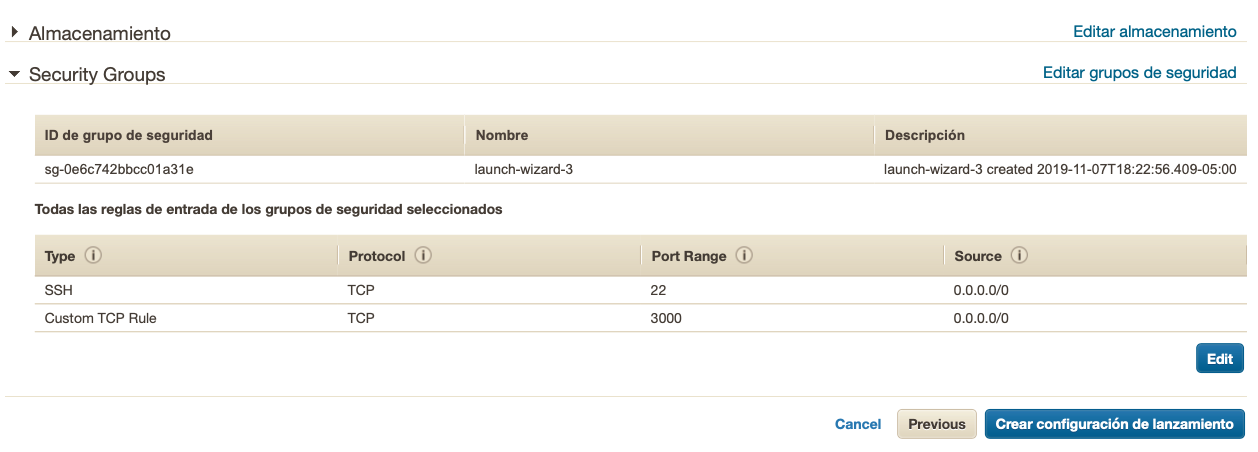 Almacenamiento Editar almacenamiento
Security Groups Editar grupos de seguridad
ID de grupo de seguridad Nombre Descripción
sg-0e6c742bbcc01a31e launch-wizard-3 launch-wizard-3 created 2019-11-07T18:22:56.409-05:00
Todas las reglas de entrada de los grupos de seguridad seleccionados
Type Protocol Port Range Source
SSH TCP 22 0.0.0.0/0
Custom TCP Rule TCP 3000 0.0.0.0/0
Edit
Cancel Previous Crear configuración de lanzamiento